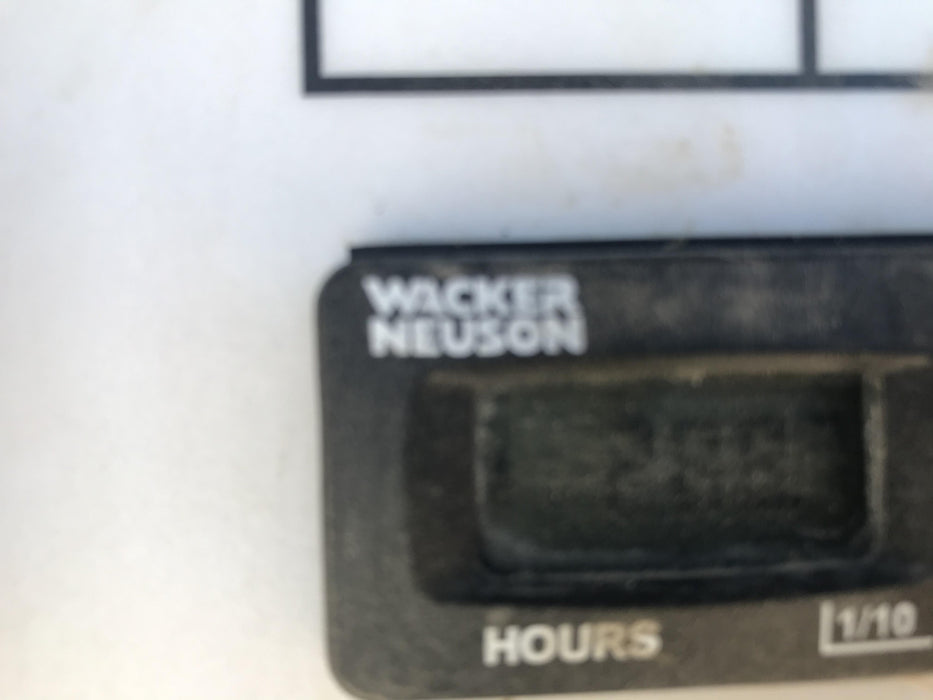 WACKER
NEUSON
HOURS
1/10